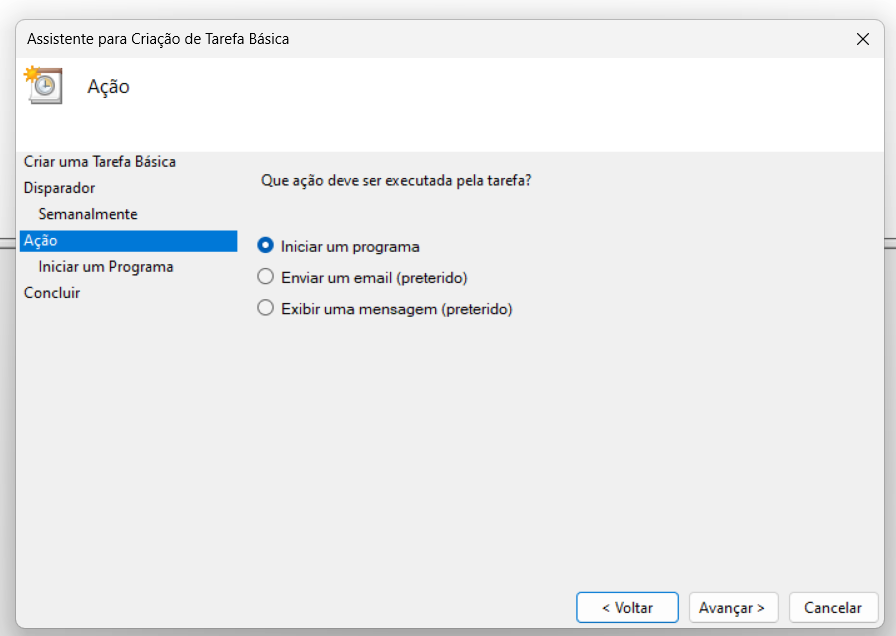 Assistente para Criação de Tarefa Básica
Ação
Criar uma Tarefa Básica
Disparador
Semanalmente
Ação
Iniciar um Programa
Concluir
Que ação deve ser executada pela tarefa?
Iniciar um programa
Enviar um email (preterido)
Exibir uma mensagem (preterido)
< Voltar
Avançar >
Cancelar